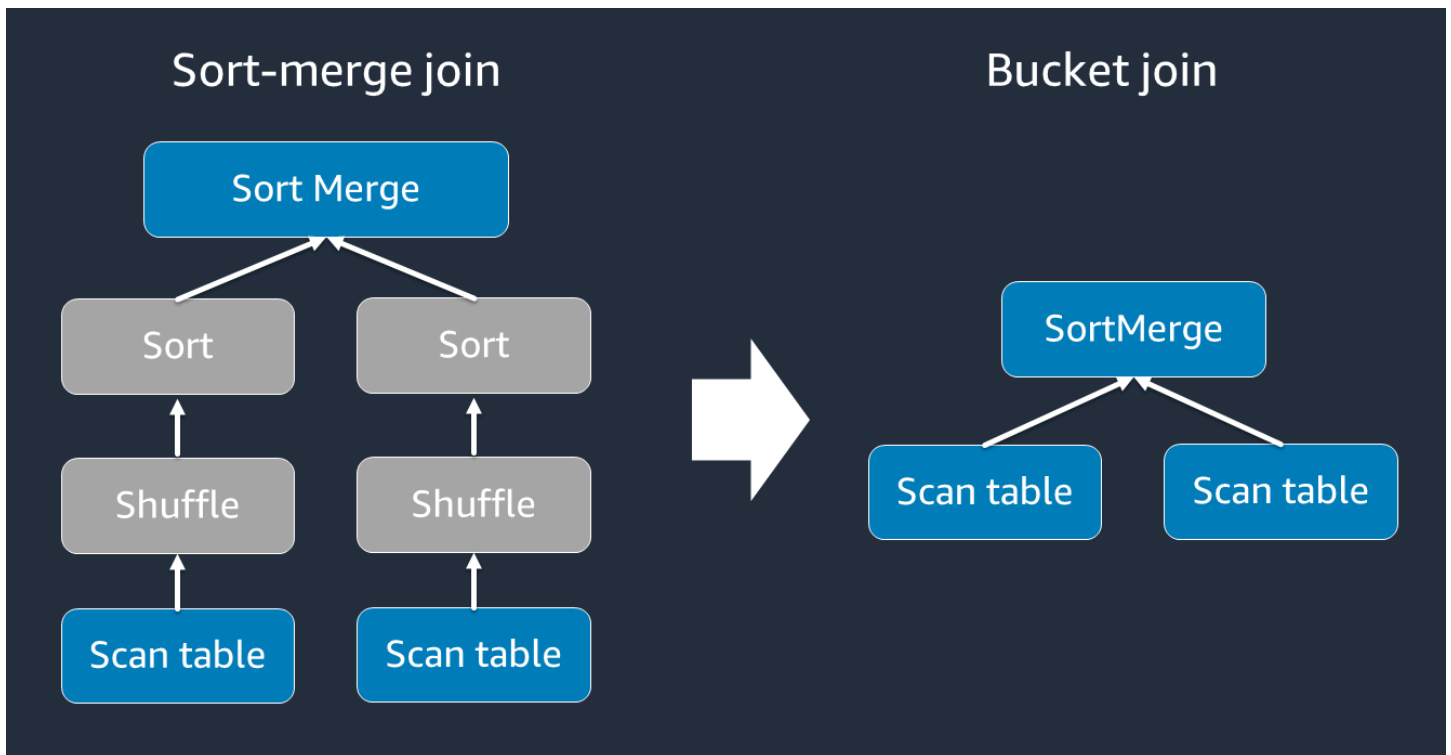 Sort-merge join
Bucket join
Sort Merge
Sort
Sort
SortMerge
Shuffle
Shuffle
Scan table
Scan table
Scan table
Scan table